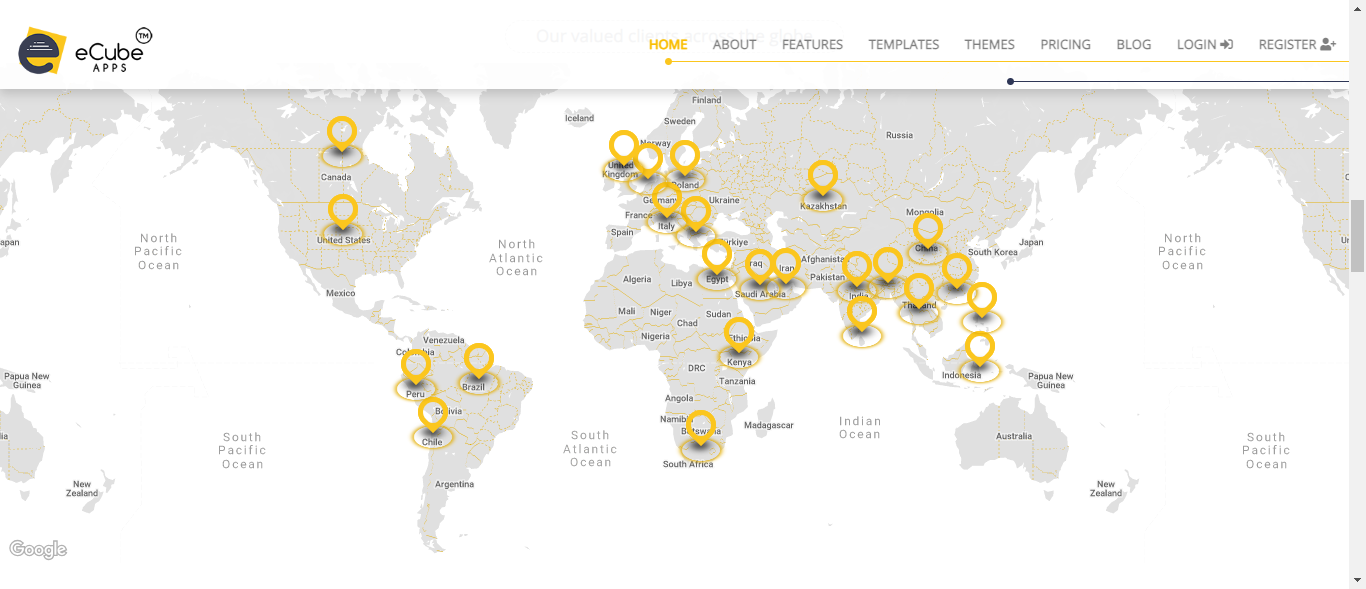 Our valued clients across the globe
eCube
APPS
TM
HOME
ABOUT
FEATURES
TEMPLATES
THEMES
PRICING
BLOG
LOGIN
REGISTER
Iceland
Finland
Sweden
Norway
Russia
United
Kingdom
Poland
Canada
Germany
Ukraine
Kazakhstan
France
Mongolia
Italy
Spain
United States
Türkiye
China
South Korea
Japan
apan
North
Pacific
Ocean
North
Atlantic
Ocean
North
Pacific
Ocean
Iraq
Iran
Afghanistan
Pakistan
Algeria
Libya
Egypt
Saudi Arabia
India
Thailand
Mexico
Mali
Niger
Chad
Sudan
Nigeria
Ethiopia
Venezuela
Colombia
Kenya
DRC
Tanzania
Indonesia
Papua New
Guinea
Papua New
Guinea
Peru
Brazil
Bolivia
Angola
Namibia
Botswana
Madagascar
Indian
Ocean
Chile
South
Pacific
Ocean
South
Atlantic
Ocean
Australia
lia
South
Pacific
Ocean
South Africa
Argentina
New
Zealand
New
Zealand
Google